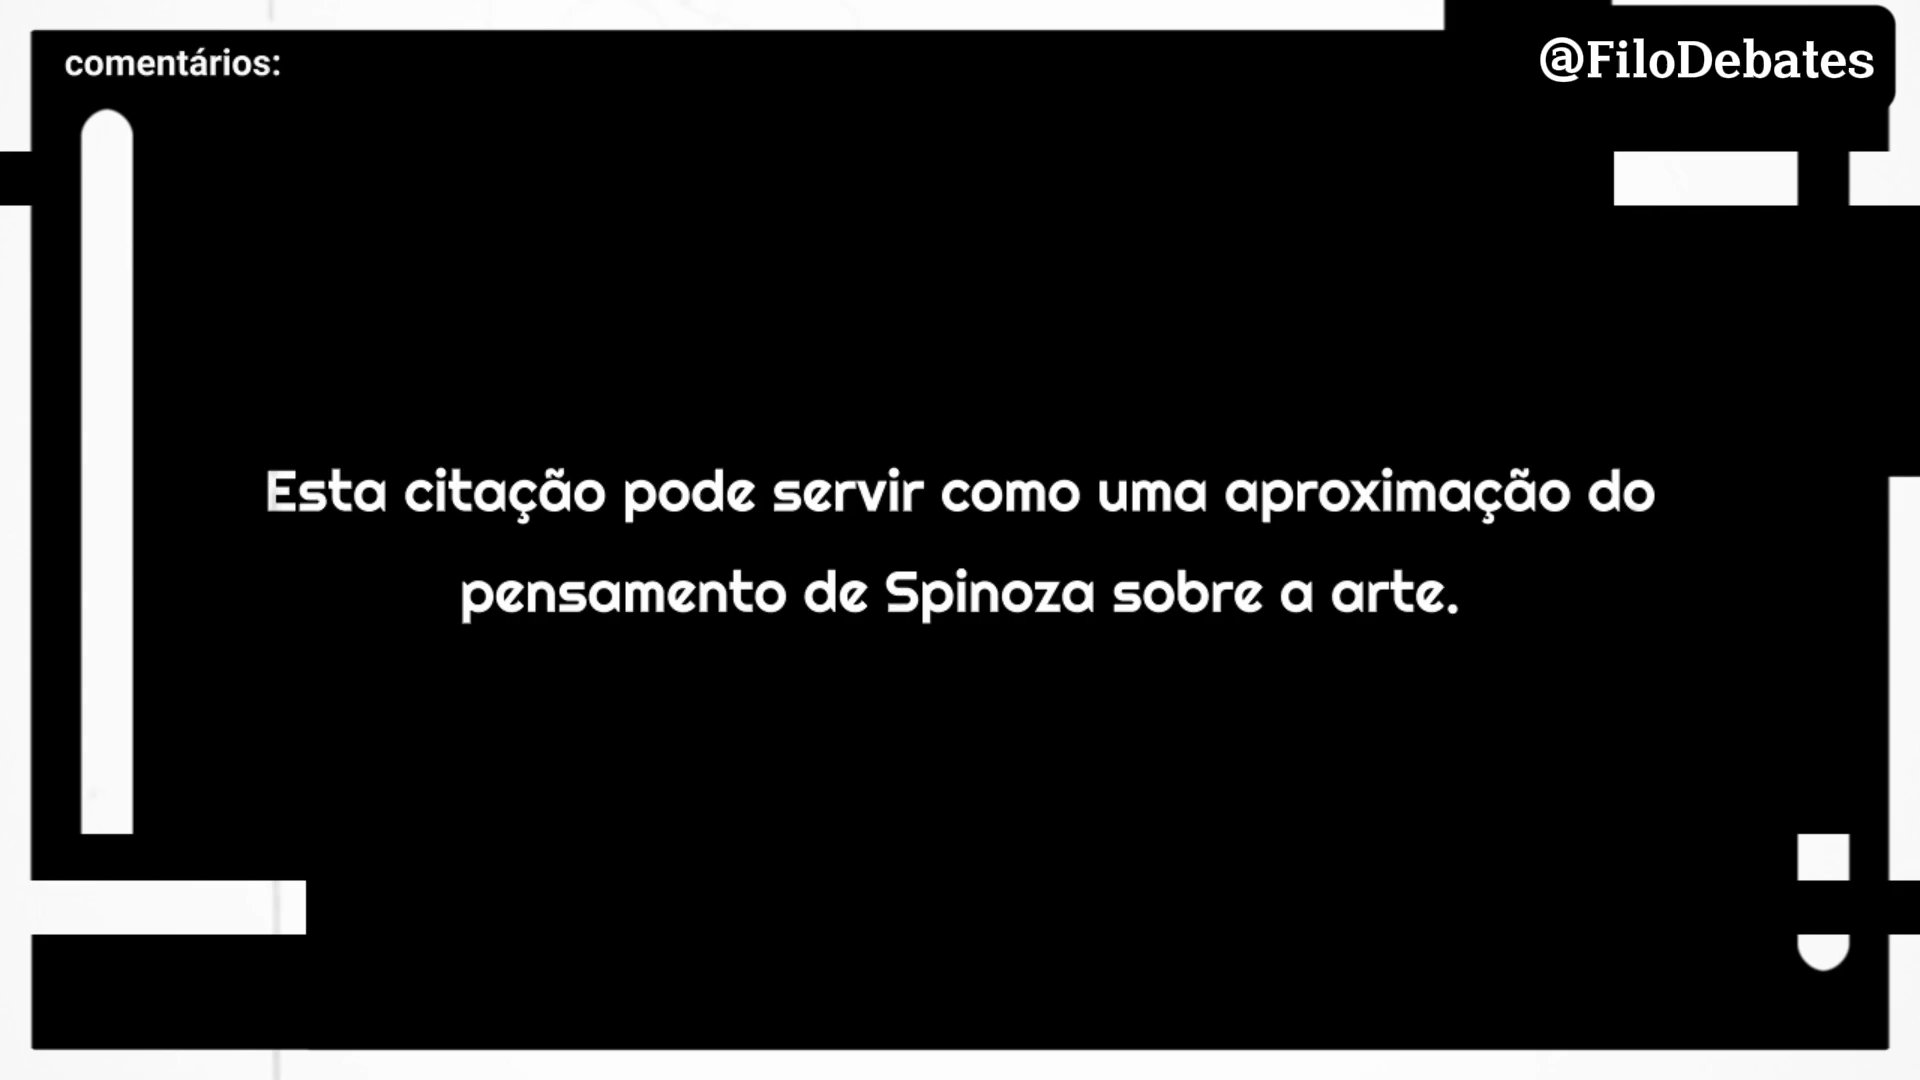 comentários:
@FiloDebates
Esta citação pode servir como uma aproximação do
pensamento de Spinoza sobre a arte.